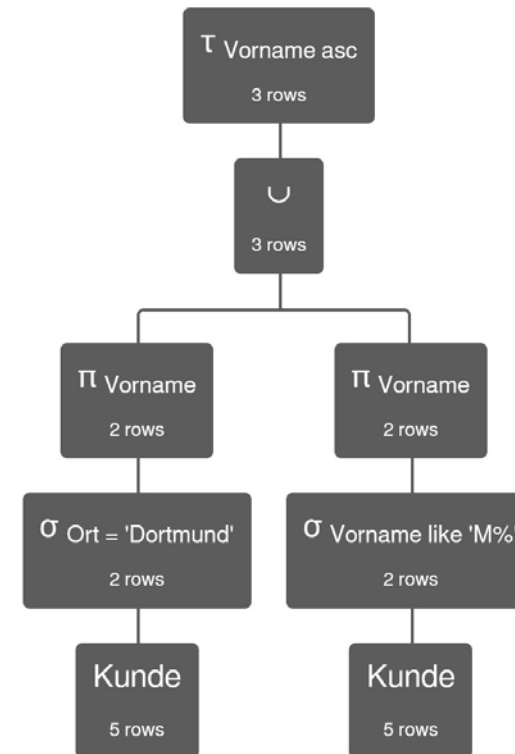 τ Vorname asc
3 rows
∪
3 rows
π Vorname
2 rows
π Vorname
2 rows
σ Ort = 'Dortmund'
2 rows
σ Vorname like 'M%'
2 rows
Kunde
5 rows
Kunde
5 rows